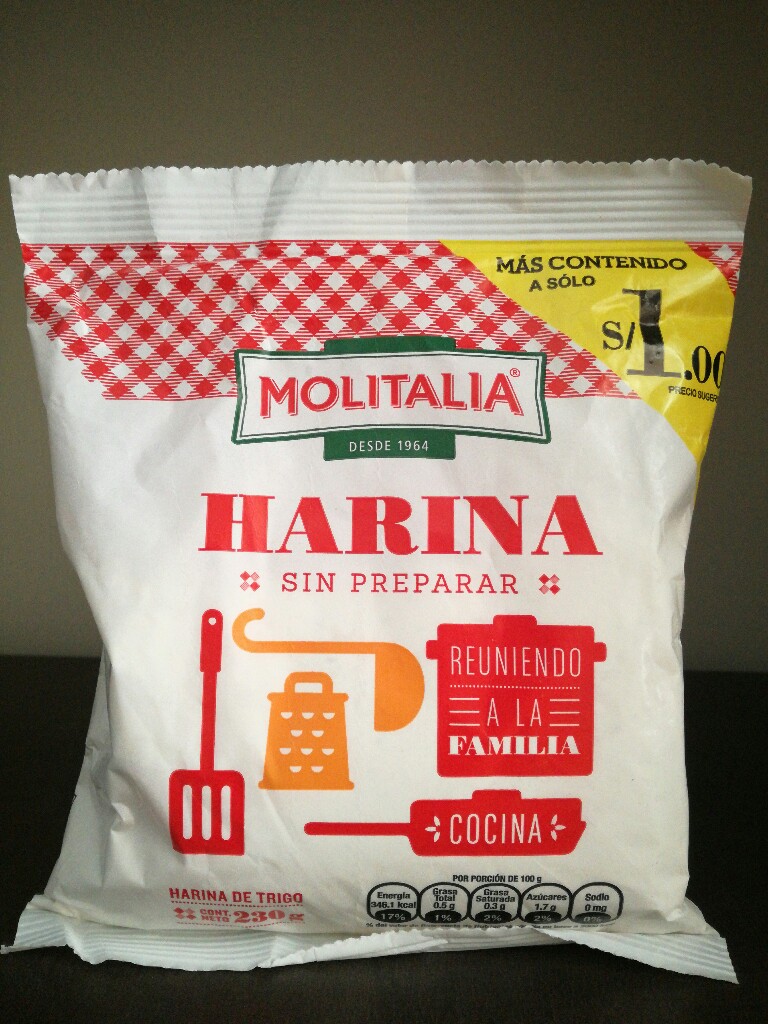 MÁS CONTENIDO
A SÓLO
S/1.00
PRECIO SUGER
MOLITALIA®
DESDE 1964
HARINA
SIN PREPARAR
REUNIENDO
A LA
FAMILIA
COCINA
HARINA DE TRIGO
CONT. NETO 230 g
POR PORCIÓN DE 100 g
Energía 346.1 kcal 17%
Grasa Total 0.5 g 1%
Grasa Saturada 0.3 g 2%
Azúcares 1.7 g 2%
Sodio 0 mg 0%